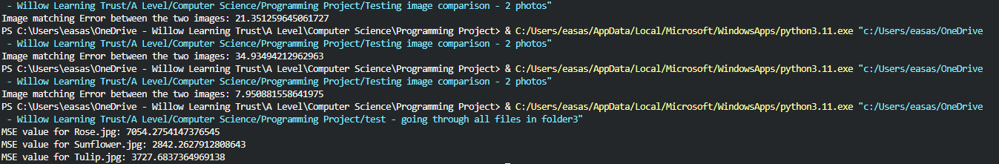 - Willow Learning Trust/A Level/Computer Science/Programming Project/Testing image comparison - 2 photos"
Image matching Error between the two images: 21.351259645061727
PS C:\Users\easas\OneDrive - Willow Learning Trust\A Level\Computer Science\Programming Project> & C:/Users/easas/AppData/Local/Microsoft/WindowsApps/python3.11.exe "c:/Users/easas/OneDrive
- Willow Learning Trust/A Level/Computer Science/Programming Project/Testing image comparison - 2 photos"
Image matching Error between the two images: 34.93494212962963
PS C:\Users\easas\OneDrive - Willow Learning Trust\A Level\Computer Science\Programming Project> & C:/Users/easas/AppData/Local/Microsoft/WindowsApps/python3.11.exe "c:/Users/easas/OneDrive
- Willow Learning Trust/A Level/Computer Science/Programming Project/Testing image comparison - 2 photos"
Image matching Error between the two images: 7.950881558641975
PS C:\Users\easas\OneDrive - Willow Learning Trust\A Level\Computer Science\Programming Project> & C:/Users/easas/AppData/Local/Microsoft/WindowsApps/python3.11.exe "c:/Users/easas/OneDrive
- Willow Learning Trust/A Level/Computer Science/Programming Project/test - going through all files in folder3"
MSE value for Rose.jpg: 7054.2754147376545
MSE value for Sunflower.jpg: 2842.2627912808643
MSE value for Tulip.jpg: 3727.6837364969138